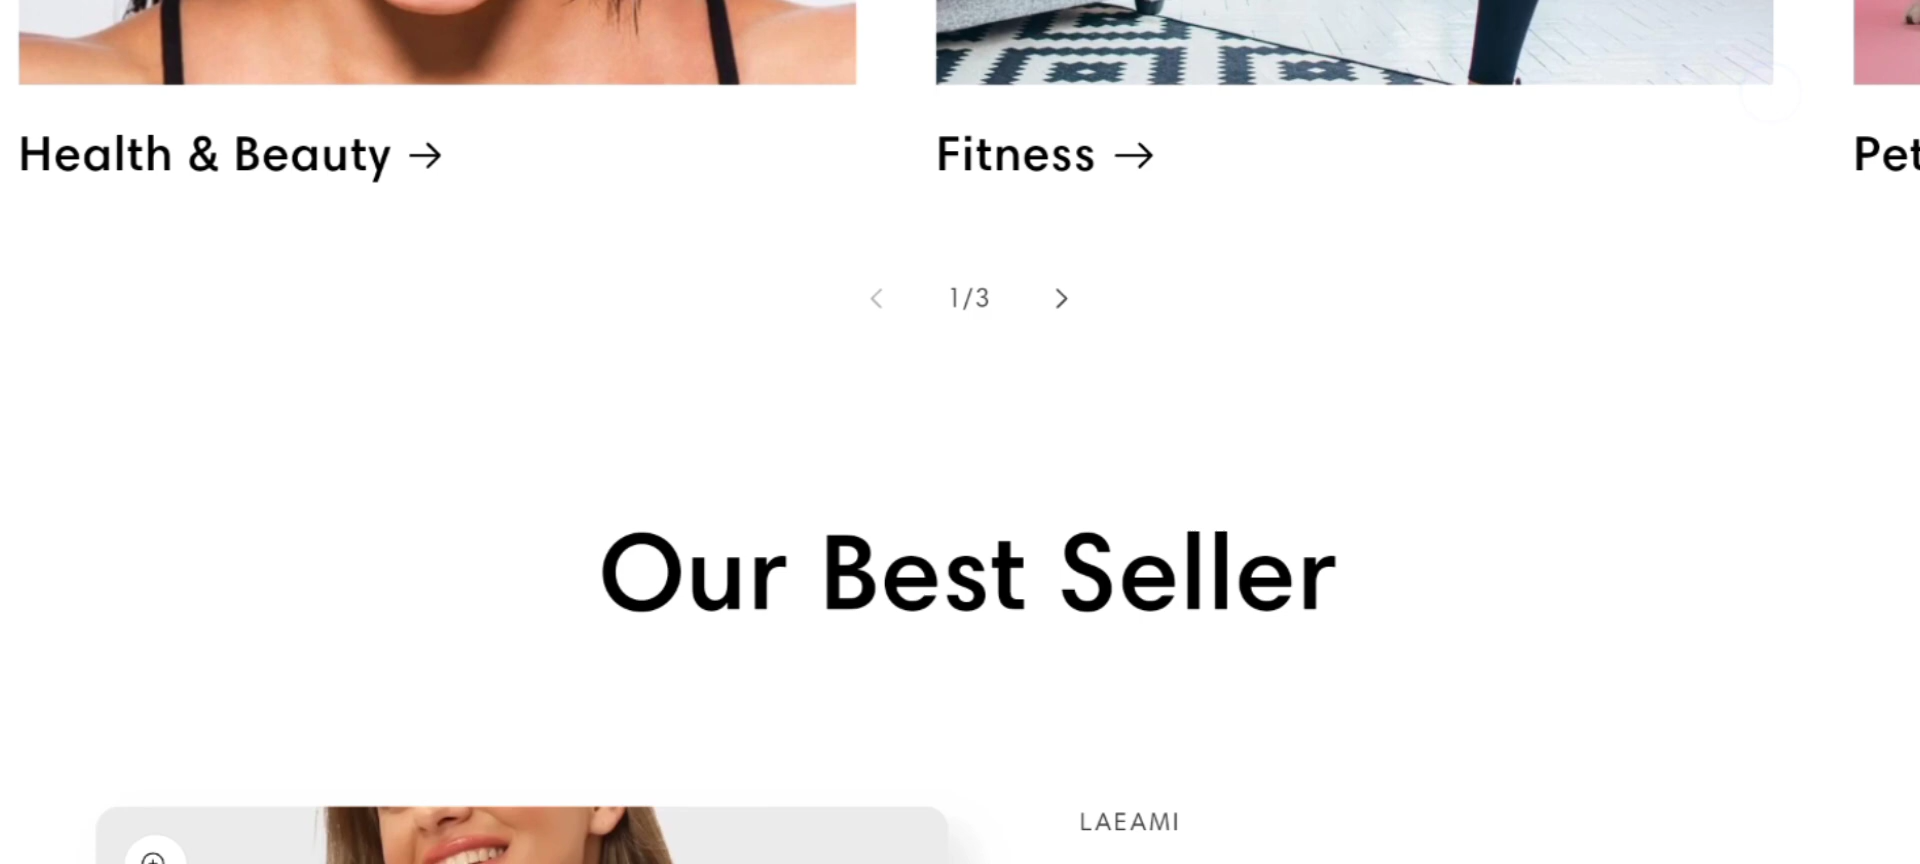 Health & Beauty →
Fitness →
Pet
1/3
Our Best Seller
LAEAMI